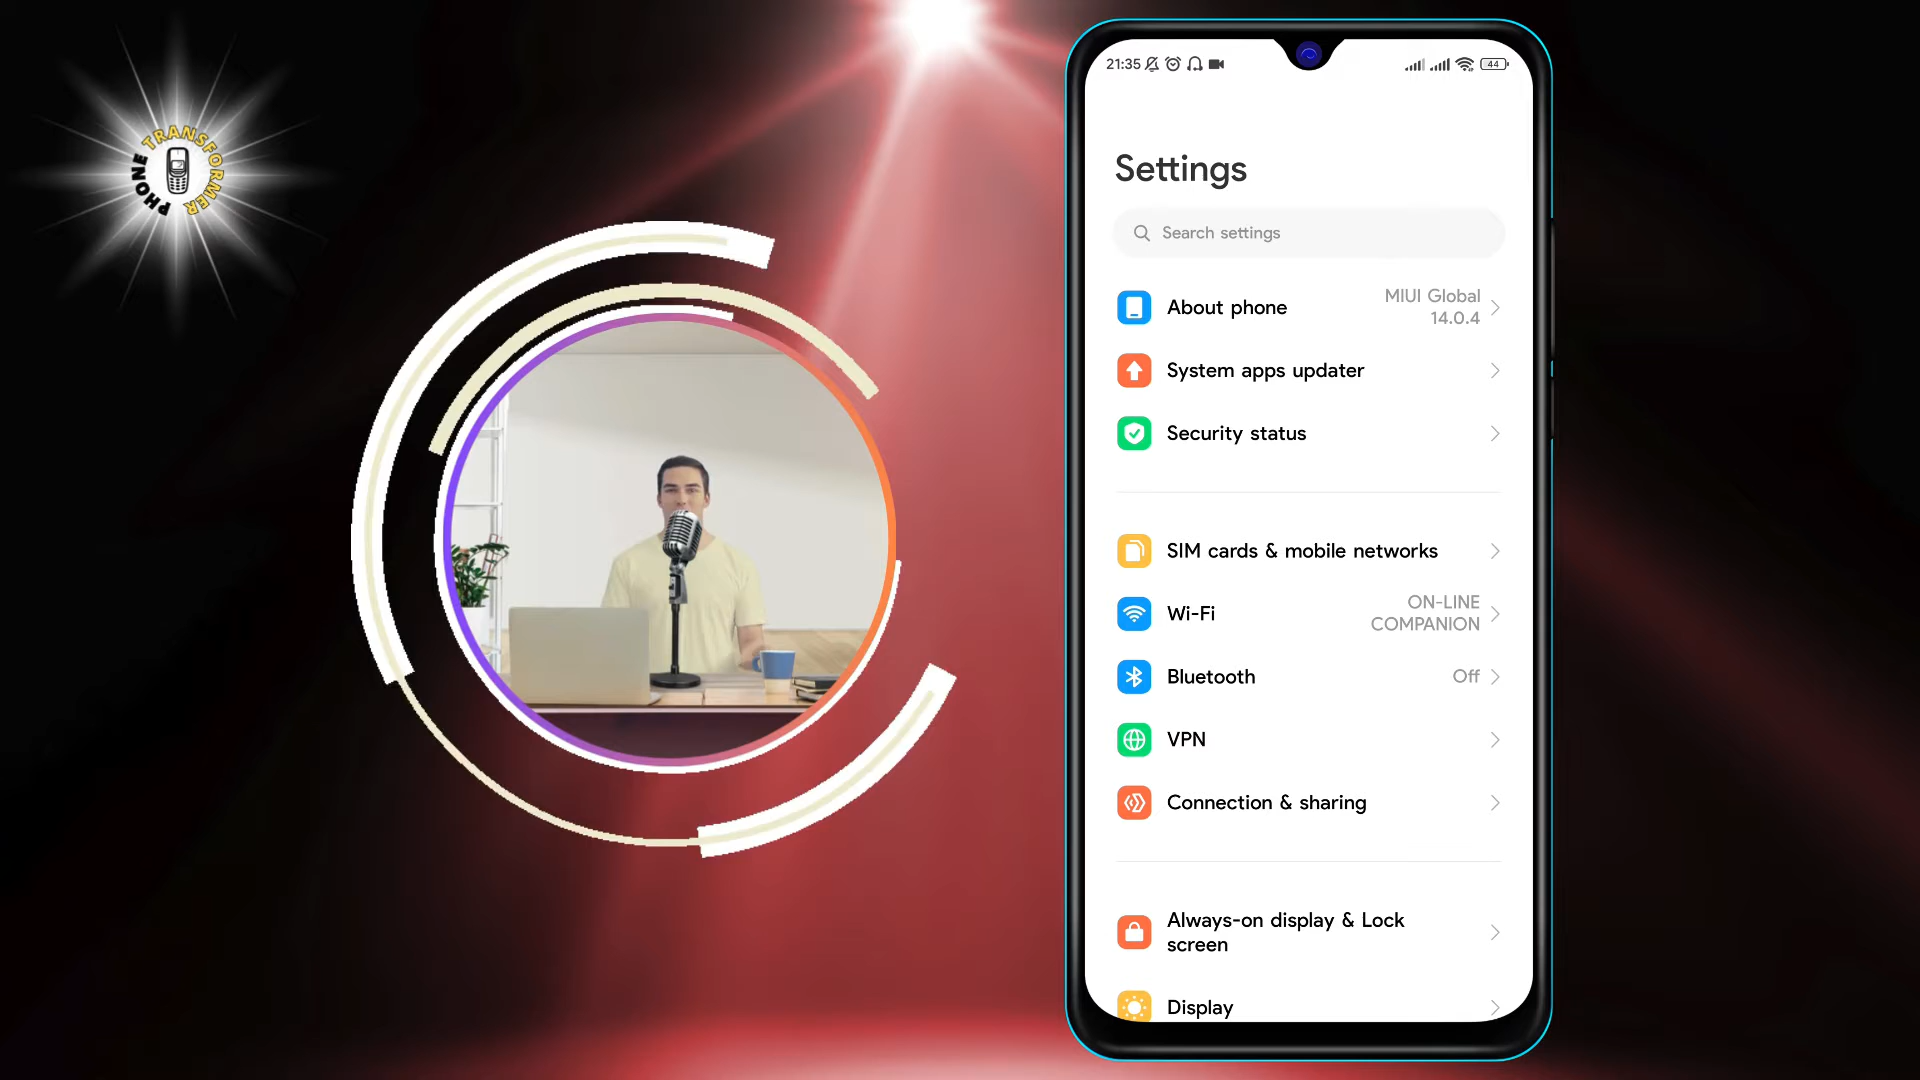 PHONE TRANSFORMER
21:35
44
Settings
Search settings
About phone
MIUI Global
14.0.4
System apps updater
Security status
SIM cards & mobile networks
Wi-Fi
ON-LINE
COMPANION
Bluetooth
Off
VPN
Connection & sharing
Always-on display & Lock
screen
Display